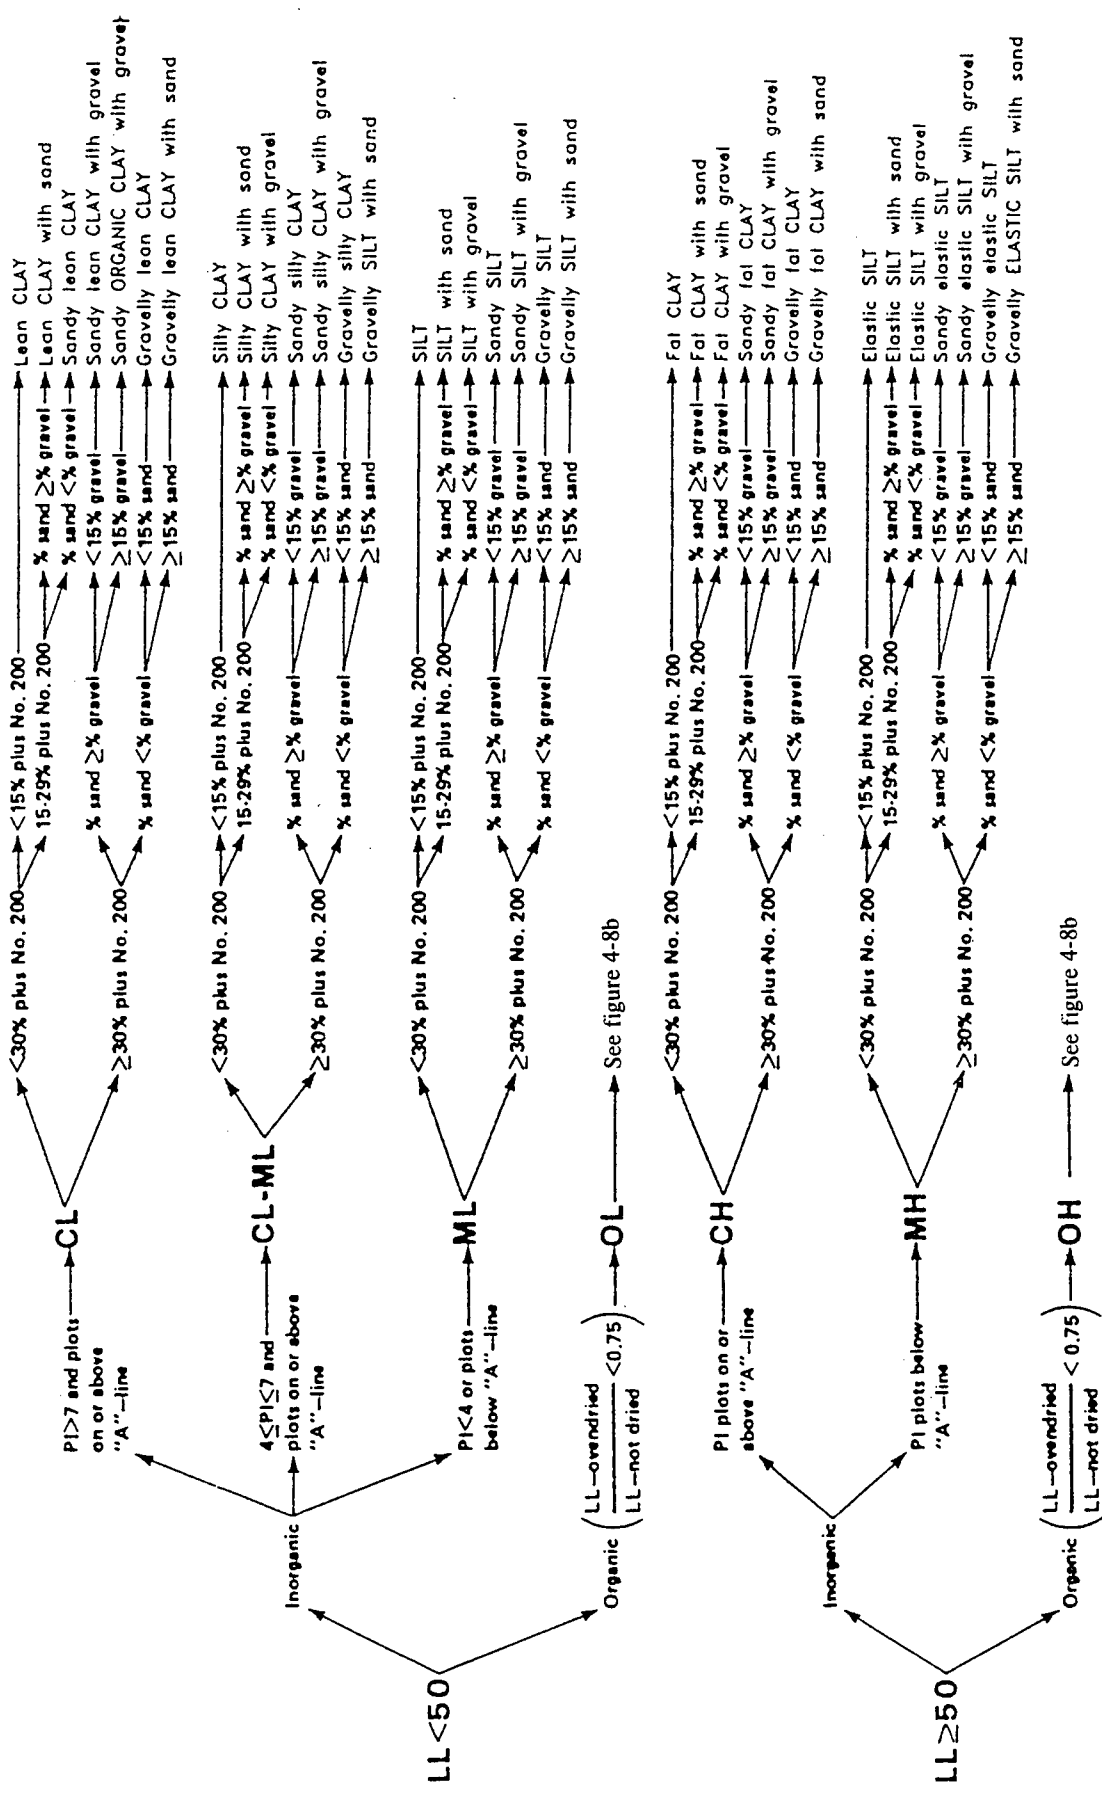 LL<50
Inorganic
PI>7 and plots
on or above
"A"—line
CL
<30% plus No. 200
<15% plus No. 200
Lean CLAY
15-29% plus No. 200
% sand ≥% gravel
Lean CLAY with sand
% sand <% gravel
Sandy lean CLAY
≥30% plus No. 200
% sand ≥% gravel
<15% gravel
Sandy lean CLAY with gravel
≥15% gravel
Sandy ORGANIC CLAY with gravel
% sand <% gravel
<15% sand
Gravelly lean CLAY
≥15% sand
Gravelly lean CLAY with sand
4≤PI≤7 and
plots on or above
"A"—line
CL-ML
<30% plus No. 200
<15% plus No. 200
Silty CLAY
15-29% plus No. 200
% sand ≥% gravel
Silty CLAY with sand
% sand <% gravel
Silty CLAY with gravel
≥30% plus No. 200
% sand ≥% gravel
<15% gravel
Sandy silty CLAY
≥15% gravel
Sandy silty CLAY with gravel
% sand <% gravel
<15% sand
Gravelly silty CLAY
≥15% sand
Gravelly SILT with sand
PI<4 or plots
below "A"—line
ML
<30% plus No. 200
<15% plus No. 200
SILT
15-29% plus No. 200
% sand ≥% gravel
SILT with sand
% sand <% gravel
SILT with gravel
≥30% plus No. 200
% sand ≥% gravel
<15% gravel
Sandy SILT
≥15% gravel
Sandy SILT with gravel
% sand <% gravel
<15% sand
Gravelly SILT
≥15% sand
Gravelly SILT with sand
Organic (LL—ovendried / LL—not dried <0.75)
OL
See figure 4-8b
LL≥50
Inorganic
PI plots on or
above "A"—line
CH
<30% plus No. 200
<15% plus No. 200
Fat CLAY
15-29% plus No. 200
% sand ≥% gravel
Fat CLAY with sand
% sand <% gravel
Fat CLAY with gravel
≥30% plus No. 200
% sand ≥% gravel
<15% gravel
Sandy fat CLAY
≥15% gravel
Sandy fat CLAY with gravel
% sand <% gravel
<15% sand
Gravelly fat CLAY
≥15% sand
Gravelly fat CLAY with sand
PI plots below
"A"—line
MH
<30% plus No. 200
<15% plus No. 200
Elastic SILT
15-29% plus No. 200
% sand ≥% gravel
Elastic SILT with sand
% sand <% gravel
Elastic SILT with gravel
≥30% plus No. 200
% sand ≥% gravel
<15% gravel
Sandy elastic SILT
≥15% gravel
Sandy elastic SILT with gravel
% sand <% gravel
<15% sand
Gravelly elastic SILT
≥15% sand
Gravelly ELASTIC SILT with sand
Organic (LL—ovendried / LL—not dried < 0.75)
OH
See figure 4-8b